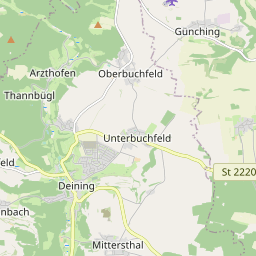 Günching
Arzthofen
Oberbuchfeld
Thannbügl
Unterbuchfeld
feld
St 2220
Deining
nbach
Mittersthal